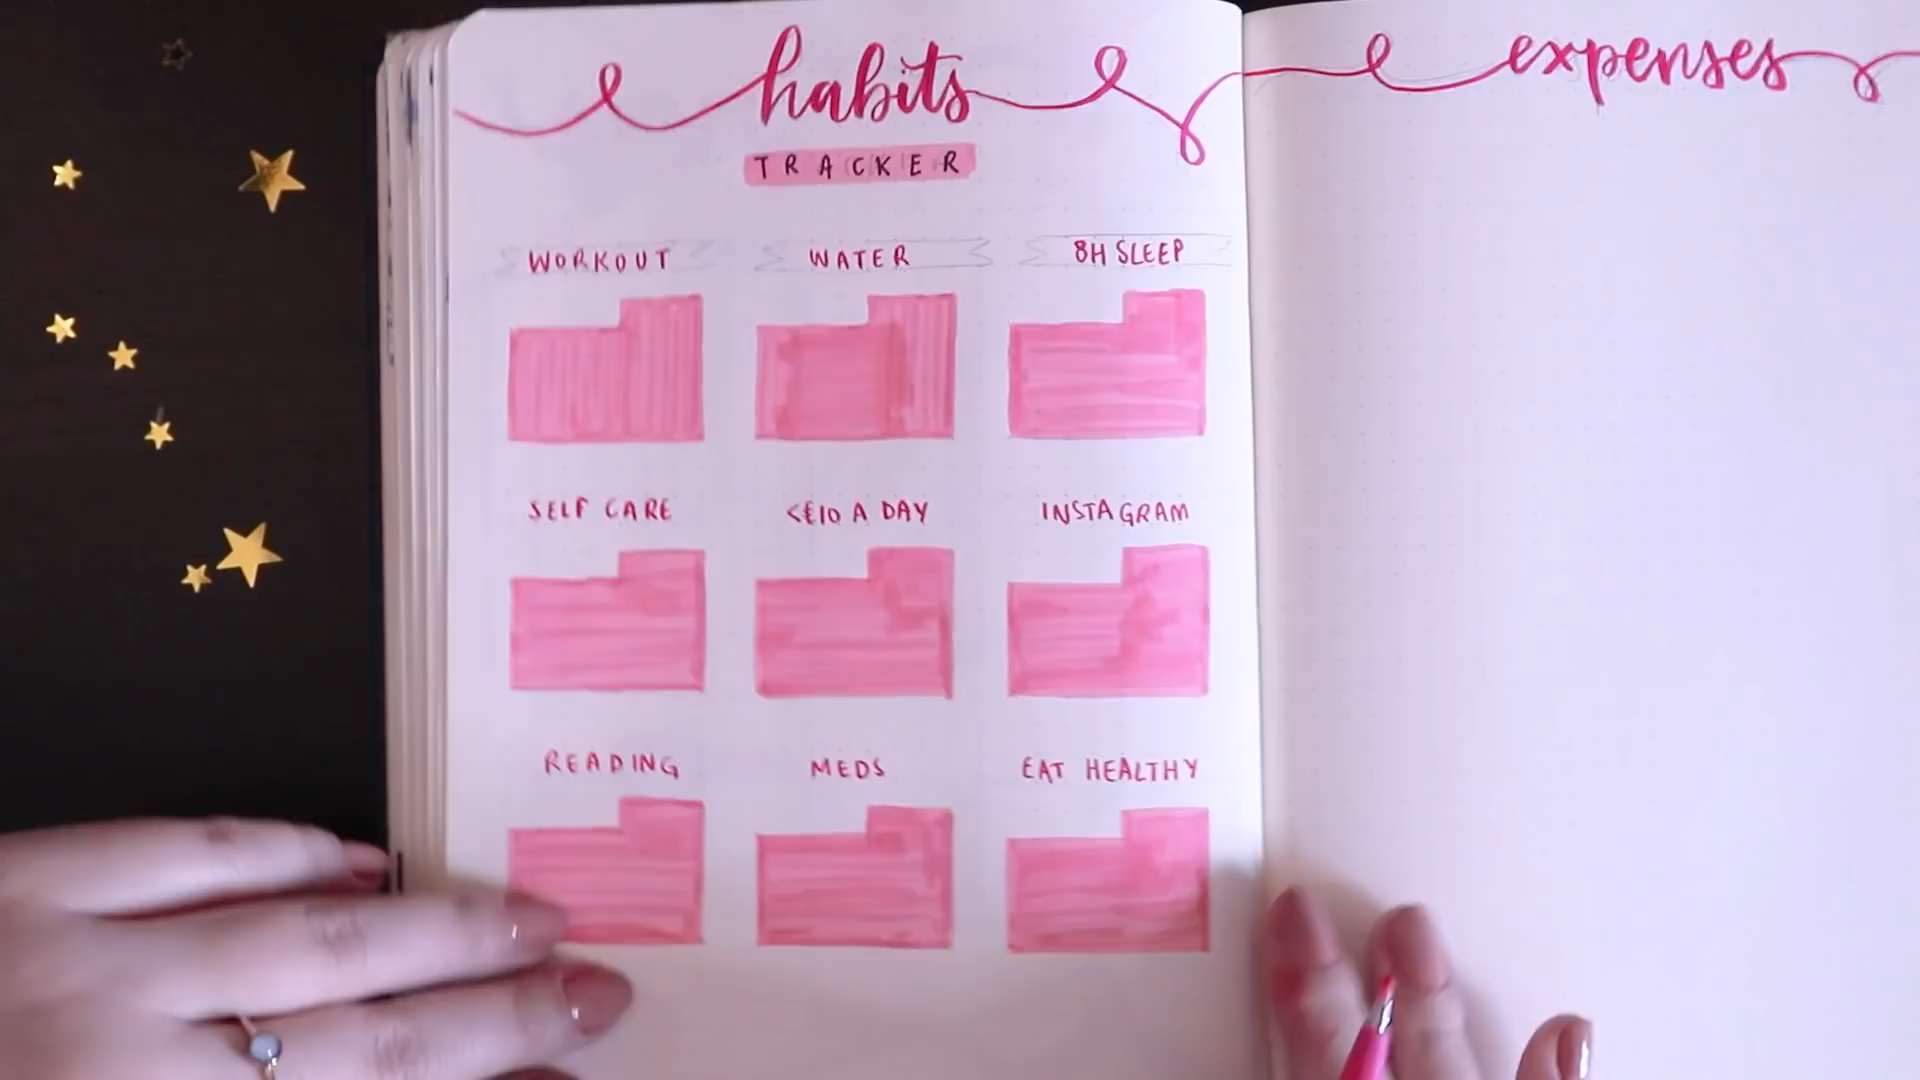 habits
TRACKER
WORKOUT WATER 8H SLEEP
SELF CARE <€10 A DAY INSTAGRAM
READING MEDS EAT HEALTHY
expenses